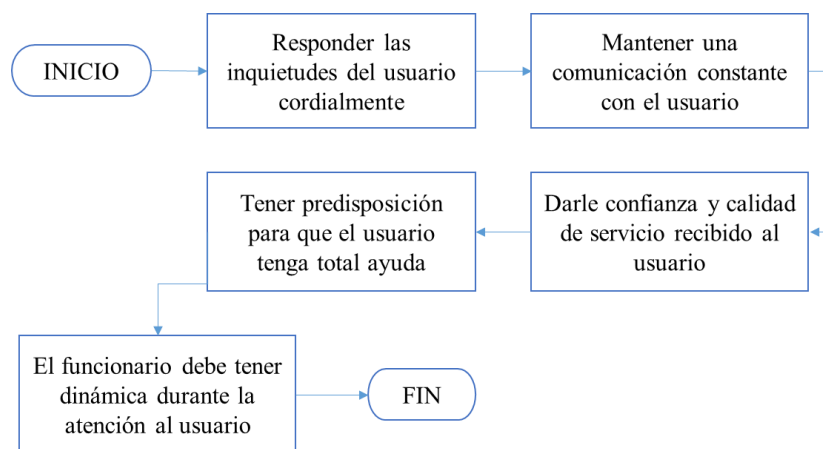 INICIO
Responder las
inquietudes del usuario
cordialmente
Mantener una
comunicación constante
con el usuario
Darle confianza y calidad
de servicio recibido al
usuario
Tener predisposición
para que el usuario
tenga total ayuda
El funcionario debe tener
dinámica durante la
atención al usuario
FIN